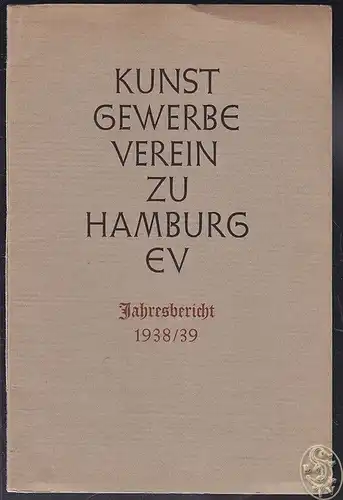 KUNST
GEWERBE
VEREIN
ZU
HAMBURG
EV
Jahresbericht
1938/39